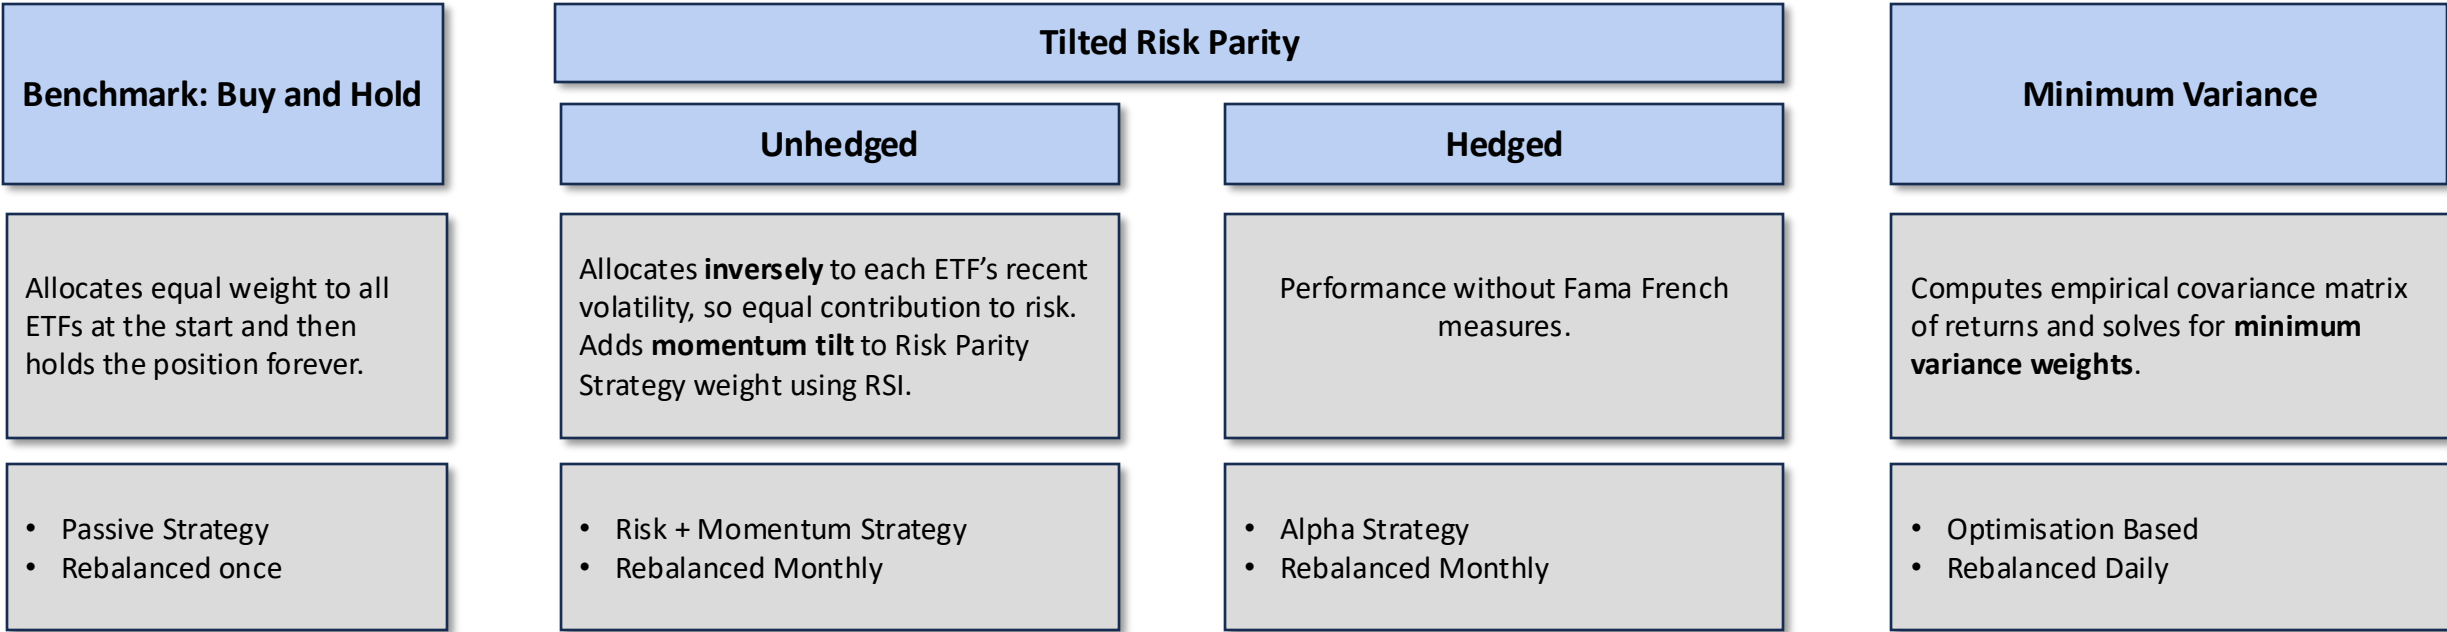 Benchmark: Buy and Hold
Tilted Risk Parity
Unhedged
Hedged
Minimum Variance
Allocates equal weight to all
ETFs at the start and then
holds the position forever.
Allocates inversely to each ETF’s recent
volatility, so equal contribution to risk.
Adds momentum tilt to Risk Parity
Strategy weight using RSI.
Performance without Fama French
measures.
Computes empirical covariance matrix
of returns and solves for minimum
variance weights.
• Passive Strategy
• Rebalanced once
• Risk + Momentum Strategy
• Rebalanced Monthly
• Alpha Strategy
• Rebalanced Monthly
• Optimisation Based
• Rebalanced Daily